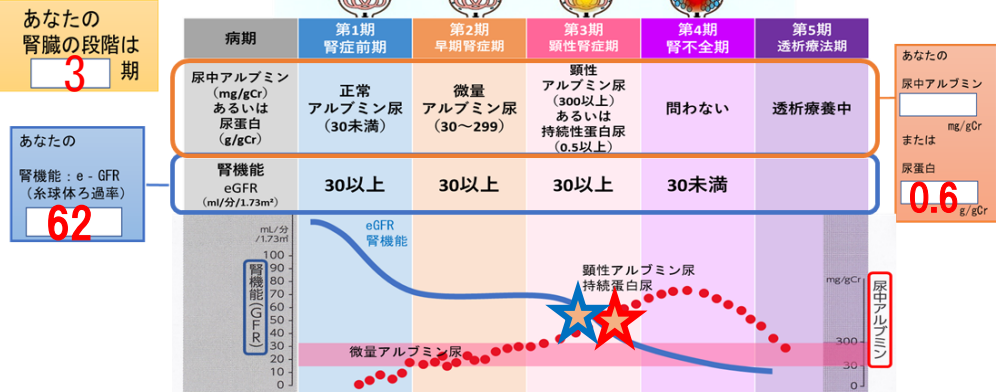 あなたの
腎臓の段階は
3 期
あなたの
腎機能：e - GFR
（糸球体ろ過率）
62
病期
第1期
腎症前期
第2期
早期腎症期
第3期
顕性腎症期
第4期
腎不全期
第5期
透析療法期
尿中アルブミン
（mg/gCr）
あるいは
尿蛋白
（g/gCr）
正常
アルブミン尿
（30未満）
微量
アルブミン尿
（30～299）
顕性
アルブミン尿
（300以上）
あるいは
持続性蛋白尿
（0.5以上）
問わない
透析療養中
腎機能
eGFR
（ml/分/1.73m²）
30以上
30以上
30以上
30未満
あなたの
尿中アルブミン
mg/gCr
または
尿蛋白
0.6 g/gCr
mL/分
/1.73㎡
100
90
80
70
60
50
40
30
20
10
0
腎機能(GFR)
eGFR
腎機能
微量アルブミン尿
顕性アルブミン尿
持続蛋白尿
mg/gCr
300
30
0
尿中アルブミン